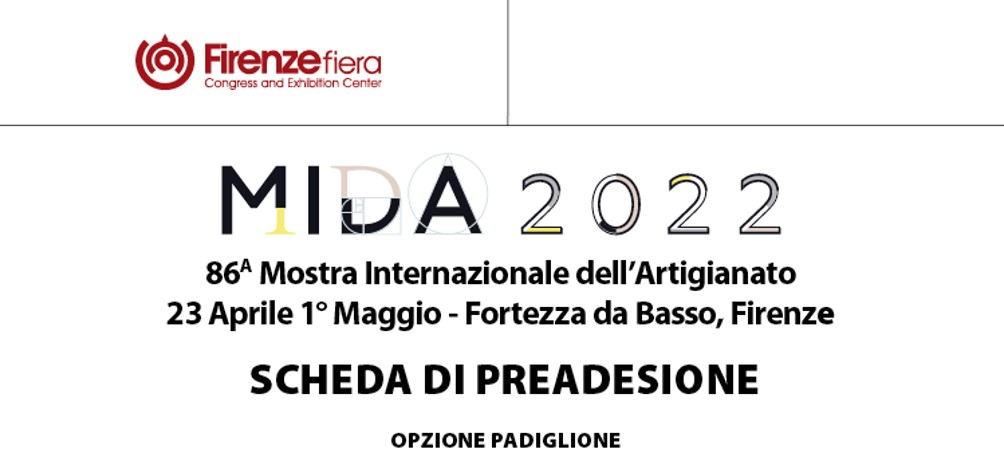 Firenze fiera
Congress and Exhibition Center
MIDA 2022
86A Mostra Internazionale dell’Artigianato
23 Aprile 1° Maggio - Fortezza da Basso, Firenze
SCHEDA DI PREADESIONE
OPZIONE PADIGLIONE